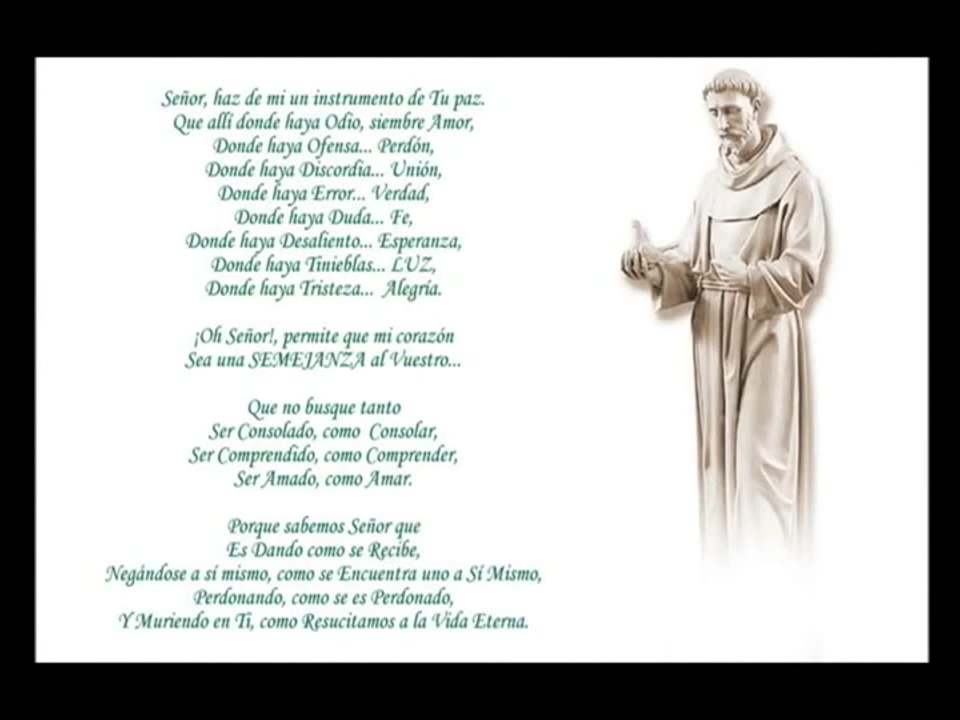 Señor, haz de mi un instrumento de Tu paz.
Que allí donde haya Odio, siembre Amor,
Donde haya Ofensa... Perdón,
Donde haya Discordia... Unión,
Donde haya Error... Verdad,
Donde haya Duda... Fe,
Donde haya Desaliento... Esperanza,
Donde haya Tinieblas... LUZ,
Donde haya Tristeza... Alegría.
¡Oh Señor!, permite que mi corazón
Sea una SEMEJANZA al Vuestro...
Que no busque tanto
Ser Consolado, como Consolar,
Ser Comprendido, como Comprender,
Ser Amado, como Amar.
Porque sabemos Señor que
Es Dando como se Recibe,
Negándose a sí mismo, como se Encuentra uno a Sí Mismo,
Perdonando, como se es Perdonado,
Y Muriendo en Ti, como Resucitamos a la Vida Eterna.